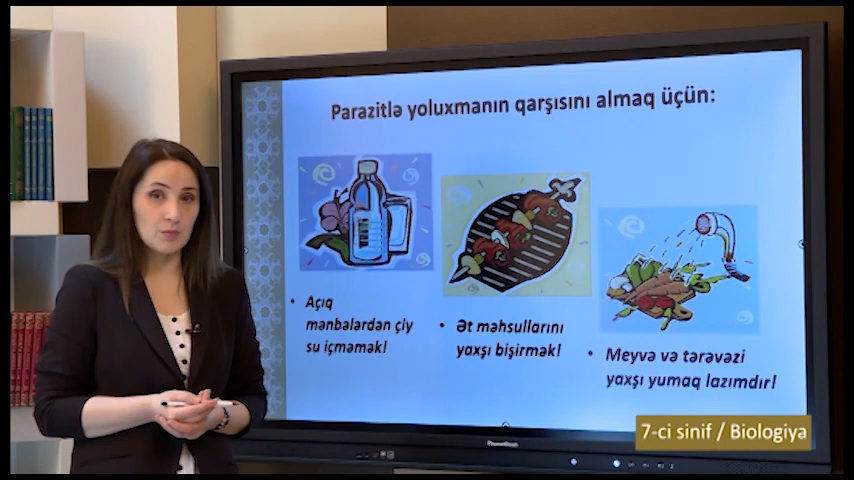 Parazitlə yoluxmanın qarşısını almaq üçün:
• Açıq
mənbələrdən çiy
su içməmək!
• Ət məhsullarını
yaxşı bişirmək!
• Meyvə və tərəvəzi
yaxşı yumaq lazımdır!
7-ci sinif / Biologiya